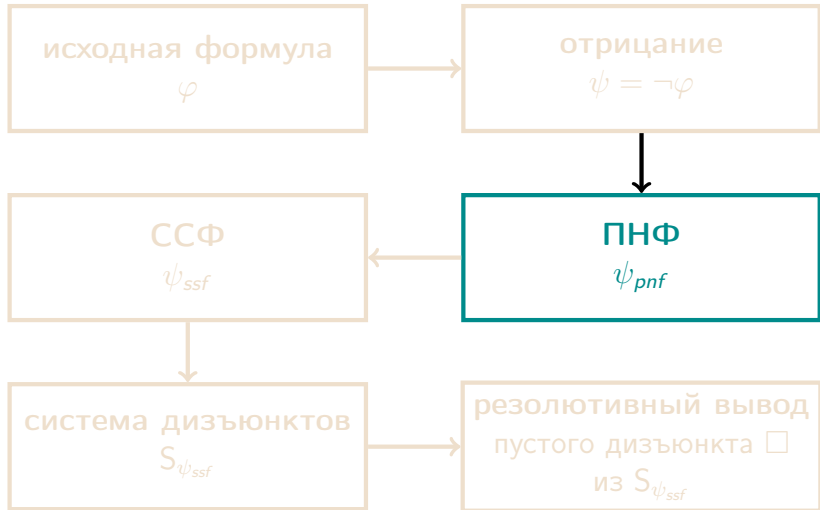 исходная формула
φ
отрицание
ψ = ¬φ
ССФ
ψ_ssf
ПНФ
ψ_pnf
система дизъюнктов
S_ψ_ssf
резолютивный вывод
пустого дизъюнкта □
из S_ψ_ssf